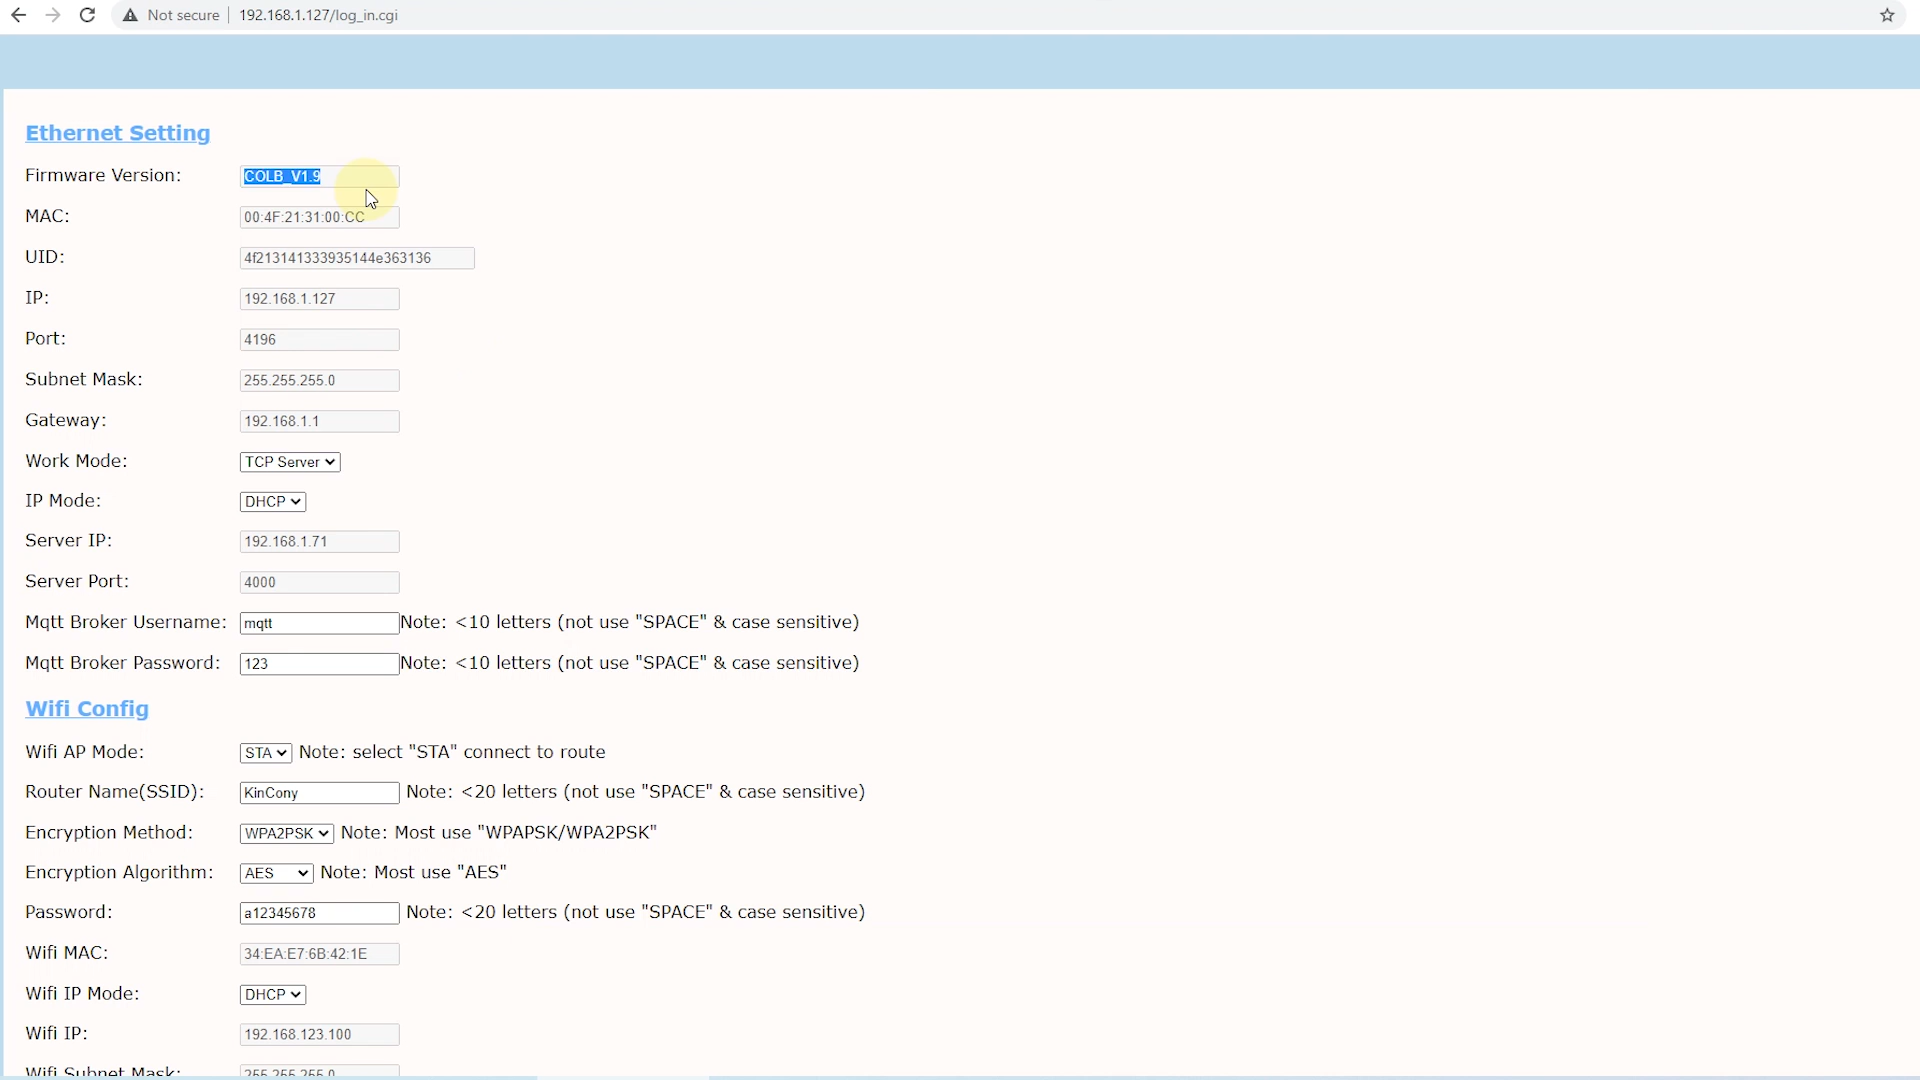 Not secure | 192.168.1.127/log_in.cgi
Ethernet Setting
Firmware Version: COLB_V1.9
MAC: 00:4F:21:31:00:CC
UID: 4f213141333935144e363136
IP: 192.168.1.127
Port: 4196
Subnet Mask: 255.255.255.0
Gateway: 192.168.1.1
Work Mode: TCP Server
IP Mode: DHCP
Server IP: 192.168.1.71
Server Port: 4000
Mqtt Broker Username: mqtt Note: <10 letters (not use "SPACE" & case sensitive)
Mqtt Broker Password: 123 Note: <10 letters (not use "SPACE" & case sensitive)
Wifi Config
Wifi AP Mode: STA Note: select "STA" connect to route
Router Name(SSID): KinCony Note: <20 letters (not use "SPACE" & case sensitive)
Encryption Method: WPA2PSK Note: Most use "WPAPSK/WPA2PSK"
Encryption Algorithm: AES Note: Most use "AES"
Password: a12345678 Note: <20 letters (not use "SPACE" & case sensitive)
Wifi MAC: 34:EA:E7:6B:42:1E
Wifi IP Mode: DHCP
Wifi IP: 192.168.123.100
Wifi Subnet Mask: 255.255.255.0